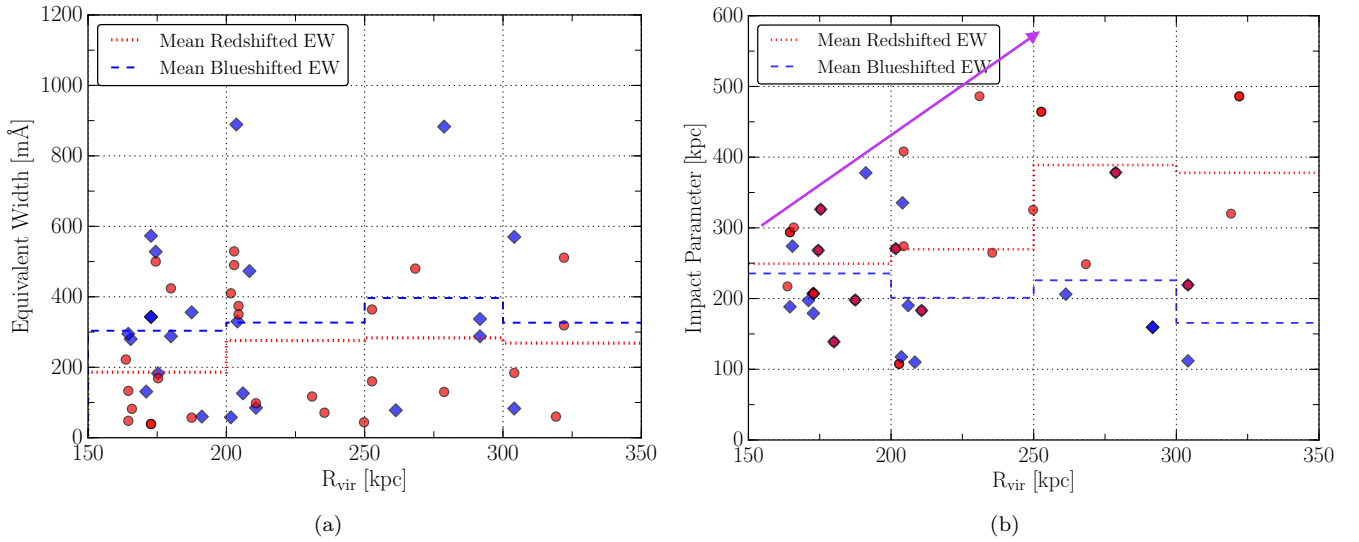 1200
1000
800
600
400
200
0
Equivalent Width [mÅ]
Mean Redshifted EW
Mean Blueshifted EW
150 200 250 300 350
R_vir [kpc]
(a)
600
500
400
300
200
100
0
Impact Parameter [kpc]
Mean Redshifted EW
Mean Blueshifted EW
150 200 250 300 350
R_vir [kpc]
(b)